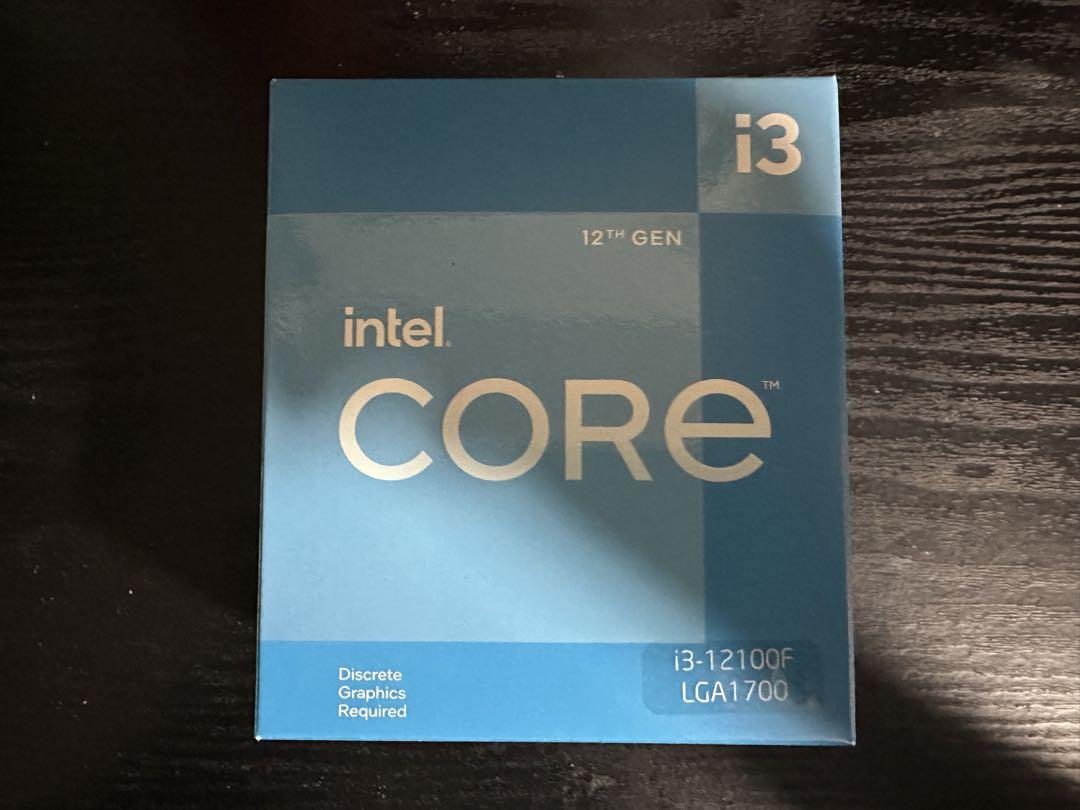 i3
12TH GEN
intel.
CORE™
Discrete
Graphics
Required
i3-12100F
LGA1700